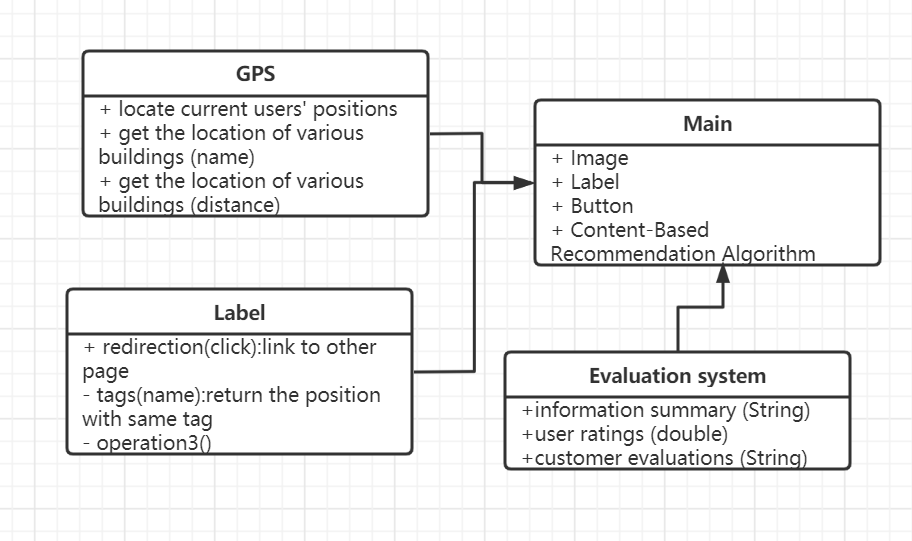 GPS
+ locate current users' positions
+ get the location of various
buildings (name)
+ get the location of various
buildings (distance)
Main
+ Image
+ Label
+ Button
+ Content-Based
Recommendation Algorithm
Label
+ redirection(click):link to other
page
- tags(name):return the position
with same tag
- operation3()
Evaluation system
+information summary (String)
+user ratings (double)
+customer evaluations (String)